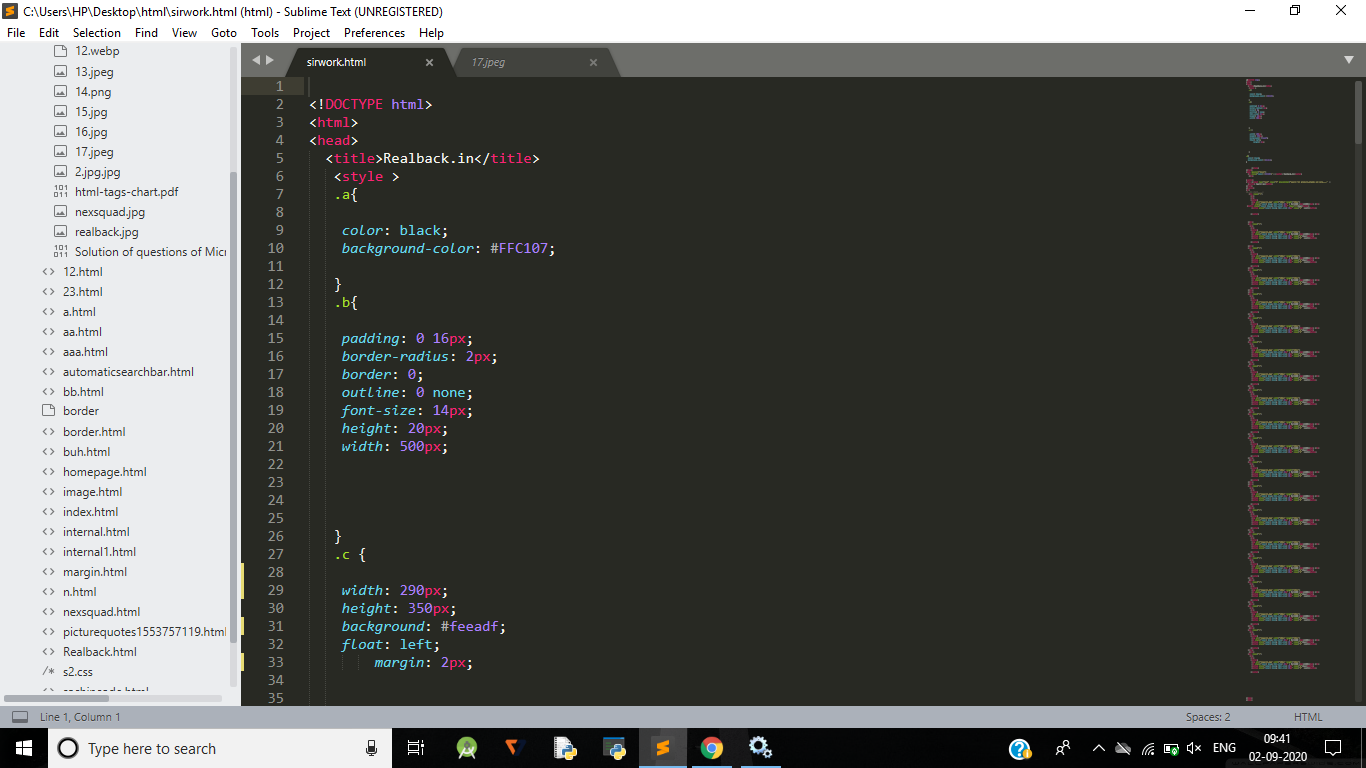 C:\Users\HP\Desktop\html\sirwork.html (html) - Sublime Text (UNREGISTERED)
File Edit Selection Find View Goto Tools Project Preferences Help
12.webp
13.jpeg
14.png
15.jpg
16.jpg
17.jpeg
2.jpg.jpg
html-tags-chart.pdf
nexsquad.jpg
realback.jpg
Solution of questions of Micr
12.html
23.html
a.html
aa.html
aaa.html
automaticsearchbar.html
bb.html
border
border.html
buh.html
homepage.html
image.html
index.html
internal.html
internal1.html
margin.html
n.html
nexsquad.html
picturequotes1553757119.html
Realback.html
s2.css
sirwork.html 17.jpeg
1
2 <!DOCTYPE html>
3 <html>
4 <head>
5 <title>Realback.in</title>
6 <style >
7 .a{
8
9 color: black;
10 background-color: #FFC107;
11
12 }
13 .b{
14
15 padding: 0 16px;
16 border-radius: 2px;
17 border: 0;
18 outline: 0 none;
19 font-size: 14px;
20 height: 20px;
21 width: 500px;
22
23
24
25
26 }
27 .c {
28
29 width: 290px;
30 height: 350px;
31 background: #feeadf;
32 float: left;
33 margin: 2px;
34
35
Line 1, Column 1 Spaces: 2 HTML
Type here to search
ENG
09:41
02-09-2020